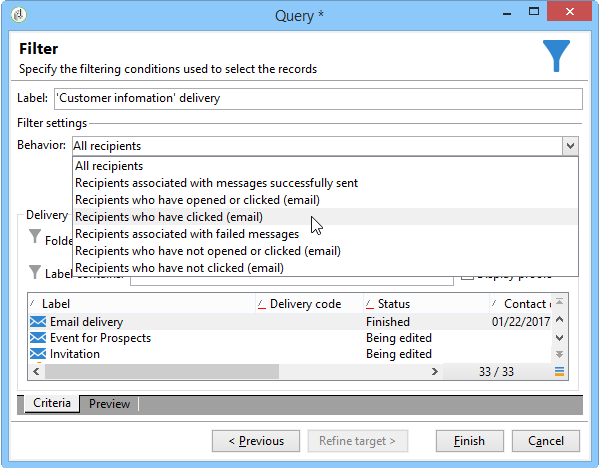 Query *
Filter
Specify the filtering conditions used to select the records
Label: 'Customer infomation' delivery
Filter settings
Behavior: All recipients
All recipients
Recipients associated with messages successfully sent
Recipients who have opened or clicked (email)
Recipients who have clicked (email)
Delivery
Recipients associated with failed messages
Folde
Recipients who have not opened or clicked (email)
Recipients who have not clicked (email)
Label Delivery code Status Contact
Email delivery Finished 01/22/2017
Event for Prospects Being edited
Invitation Being edited
33 / 33
Criteria Preview
< Previous Refine target > Finish Cancel